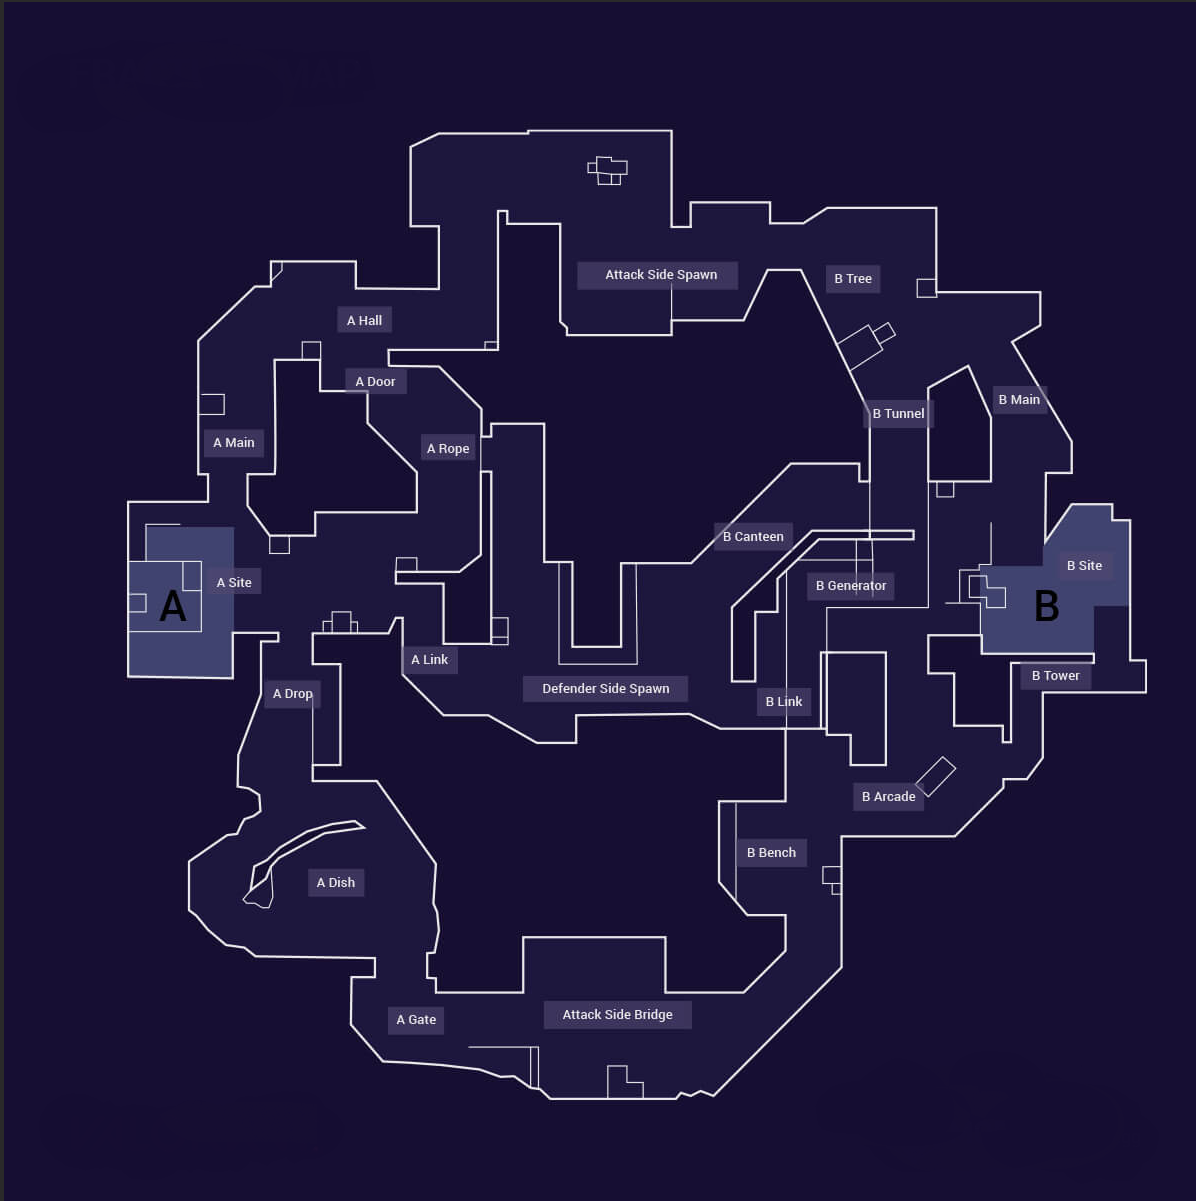 Attack Side Spawn
B Tree
A Hall
A Door
B Main
B Tunnel
A Main
A Rope
B Canteen
B Site
A Site
B Generator
A
B
A Link
B Tower
Defender Side Spawn
A Drop
B Link
B Arcade
B Bench
A Dish
Attack Side Bridge
A Gate